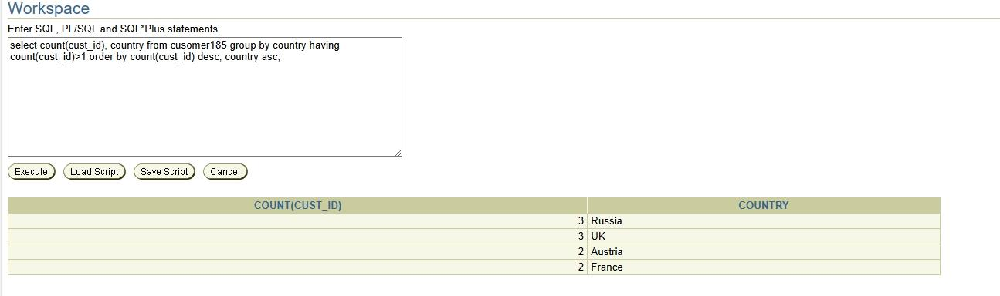 Workspace
Enter SQL, PL/SQL and SQL*Plus statements.
select count(cust_id), country from cusomer185 group by country having
count(cust_id)>1 order by count(cust_id) desc, country asc;
Execute Load Script Save Script Cancel
COUNT(CUST_ID) COUNTRY
3 Russia
3 UK
2 Austria
2 France